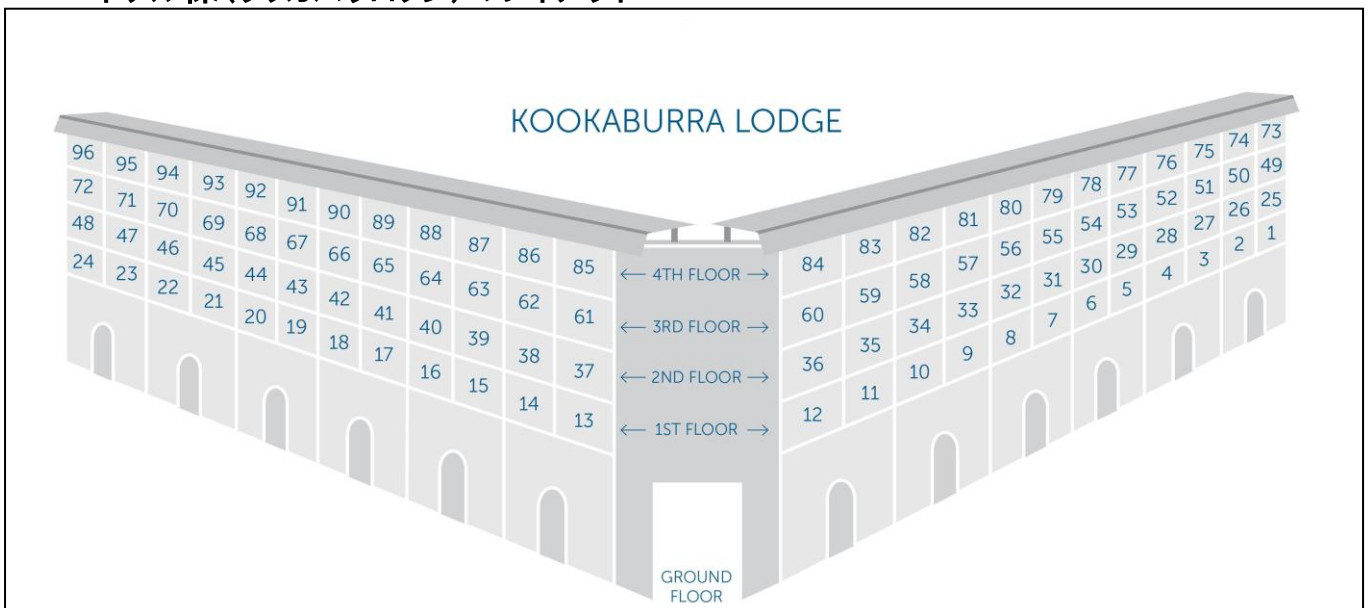 KOOKABURRA LODGE
96 95 94 93 92 91 90 89 88 87 86 85
72 71 70 69 68 67 66 65 64 63 62 61
48 47 46 45 44 43 42 41 40 39 38 37
24 23 22 21 20 19 18 17 16 15 14 13
← 4TH FLOOR →
← 3RD FLOOR →
← 2ND FLOOR →
← 1ST FLOOR →
84 83 82 81 80 79 78 77 76 75 74 73
60 59 58 57 56 55 54 53 52 51 50 49
36 35 34 33 32 31 30 29 28 27 26 25
12 11 10 9 8 7 6 5 4 3 2 1
GROUND
FLOOR